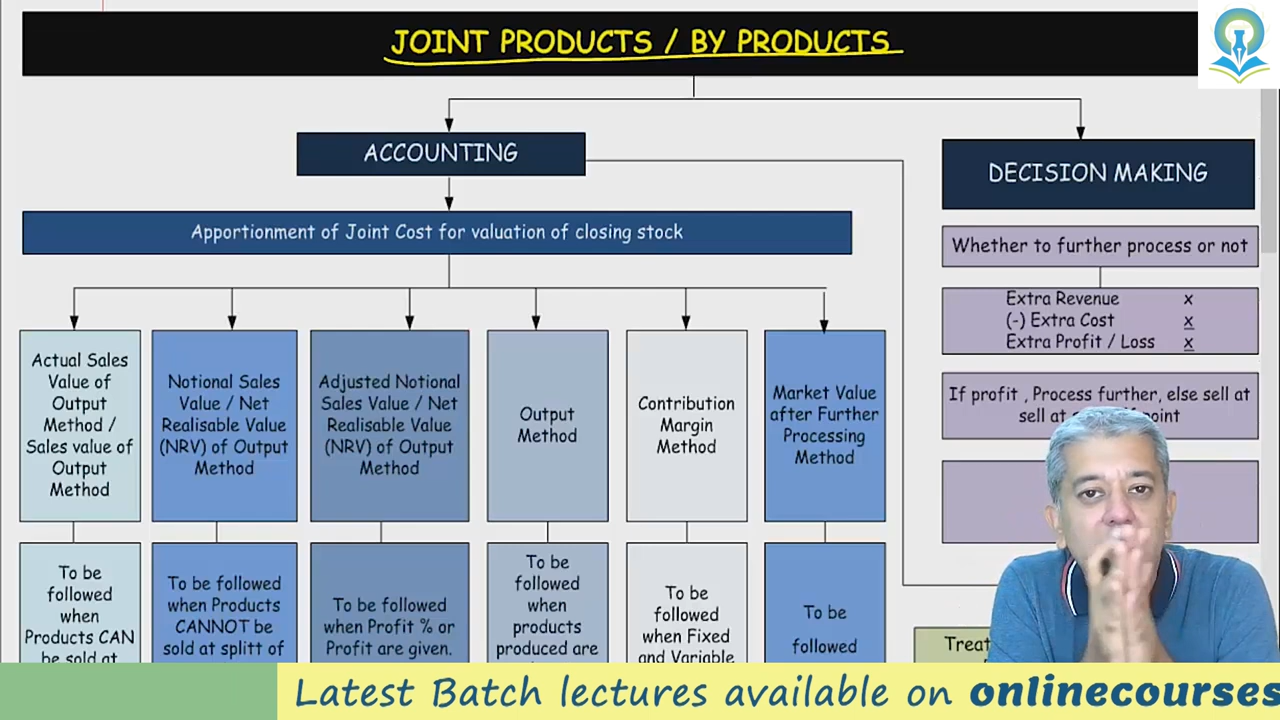 JOINT PRODUCTS / BY PRODUCTS
ACCOUNTING
DECISION MAKING
Apportionment of Joint Cost for valuation of closing stock
Whether to further process or not
Extra Revenue x
(-) Extra Cost x
Extra Profit / Loss x
If profit , Process further, else sell at
sell at
point
Actual Sales
Value of
Output
Method /
Sales value of
Output
Method
Notional Sales
Value / Net
Realisable Value
(NRV) of Output
Method
Adjusted Notional
Sales Value / Net
Realisable Value
(NRV) of Output
Method
Output
Method
Contribution
Margin
Method
Market Value
after Further
Processing
Method
To be
followed
when
Products CAN
be sold at
To be followed
when Products
CANNOT be
sold at splitt of
To be followed
when Profit % or
Profit are given.
To be
followed
when
products
produced are
To be
followed
when Fixed
and Variable
To be
followed
Latest Batch lectures available on onlinecourses